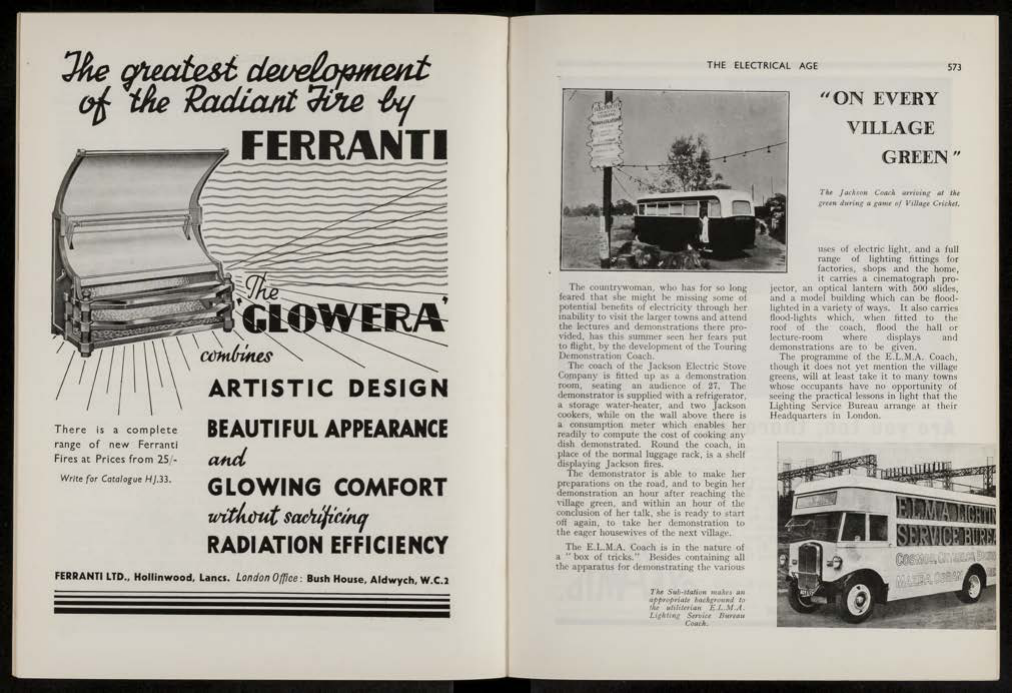 The greatest development
of the Radiant Fire by
FERRANTI
The
'GLOWERA'
combines
ARTISTIC DESIGN
BEAUTIFUL APPEARANCE
and
GLOWING COMFORT
without sacrificing
RADIATION EFFICIENCY
There is a complete
range of new Ferranti
Fires at Prices from 25/-
Write for Catalogue HJ.33.
FERRANTI LTD., Hollinwood, Lancs. London Office: Bush House, Aldwych, W.C.2
THE ELECTRICAL AGE
573
"ON EVERY
VILLAGE
GREEN"
The Jackson Coach arriving at the
green during a game of Village Cricket.
The countrywoman, who has for so long
feared that she might be missing some of
potential benefits of electricity through her
inability to visit the larger towns and attend
the lectures and demonstrations there pro-
vided, has this summer seen her fears put
to flight, by the development of the Touring
Demonstration Coach.
The coach of the Jackson Electric Stove
Company is fitted up as a demonstration
room, seating an audience of 27. The
demonstrator is supplied with a refrigerator,
a storage water-heater, and two Jackson
cookers, while on the wall above there is
a consumption meter which enables her
readily to compute the cost of cooking any
dish demonstrated. Round the coach, in
place of the normal luggage rack, is a shelf
displaying Jackson fires.
The demonstrator is able to make her
preparations on the road, and to begin her
demonstration an hour after reaching the
village green, and within an hour of the
conclusion of her talk, she is ready to start
off again, to take her demonstration to
the eager housewives of the next village.
The E.L.M.A. Coach is in the nature of
a "box of tricks." Besides containing all
the apparatus for demonstrating the various
uses of electric light, and a full
range of lighting fittings for
factories, shops and the home,
it carries a cinematograph pro-
jector, an optical lantern with 500 slides,
and a model building which can be flood-
lighted in a variety of ways. It also carries
flood-lights which, when fitted to the
roof of the coach, flood the hall or
lecture-room where displays and
demonstrations are to be given.
The programme of the E.L.M.A. Coach,
though it does not yet mention the village
greens, will at least take it to many towns
whose occupants have no opportunity of
seeing the practical lessons in light that the
Lighting Service Bureau arrange at their
Headquarters in London.
The Sub-station makes an
appropriate background to
the utiliterian E.L.M.A.
Lighting Service Bureau
Coach.
E.L.M.A. LIGHTIN
SERVICE BUREA
COSMOS,
MAZDA, OSRAM